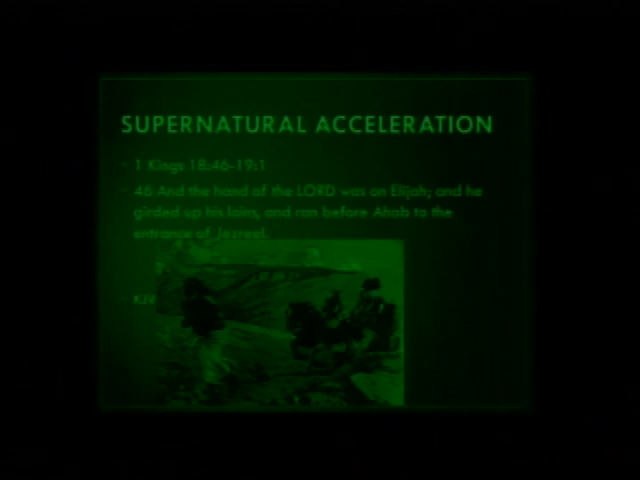 SUPERNATURAL ACCELERATION
1 Kings 18:46-19:1
46 And the hand of the LORD was on Elijah; and he
girded up his loins, and ran before Ahab to the
entrance of Jezreel.
KJV